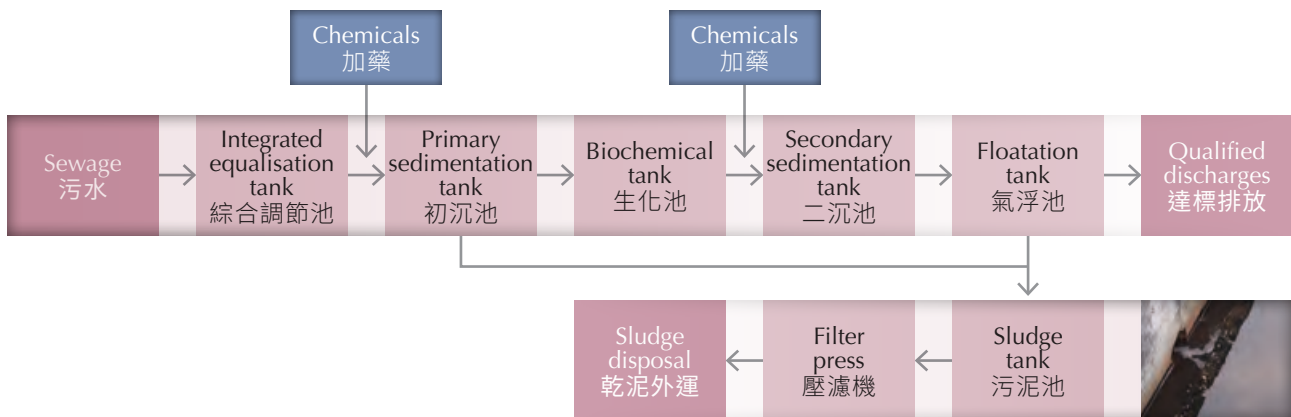 Chemicals
加藥
Chemicals
加藥
Sewage
污水
Integrated
equalisation
tank
綜合調節池
Primary
sedimentation
tank
初沉池
Biochemical
tank
生化池
Secondary
sedimentation
tank
二沉池
Floatation
tank
氣浮池
Qualified
discharges
達標排放
Sludge
disposal
乾泥外運
Filter
press
壓濾機
Sludge
tank
污泥池